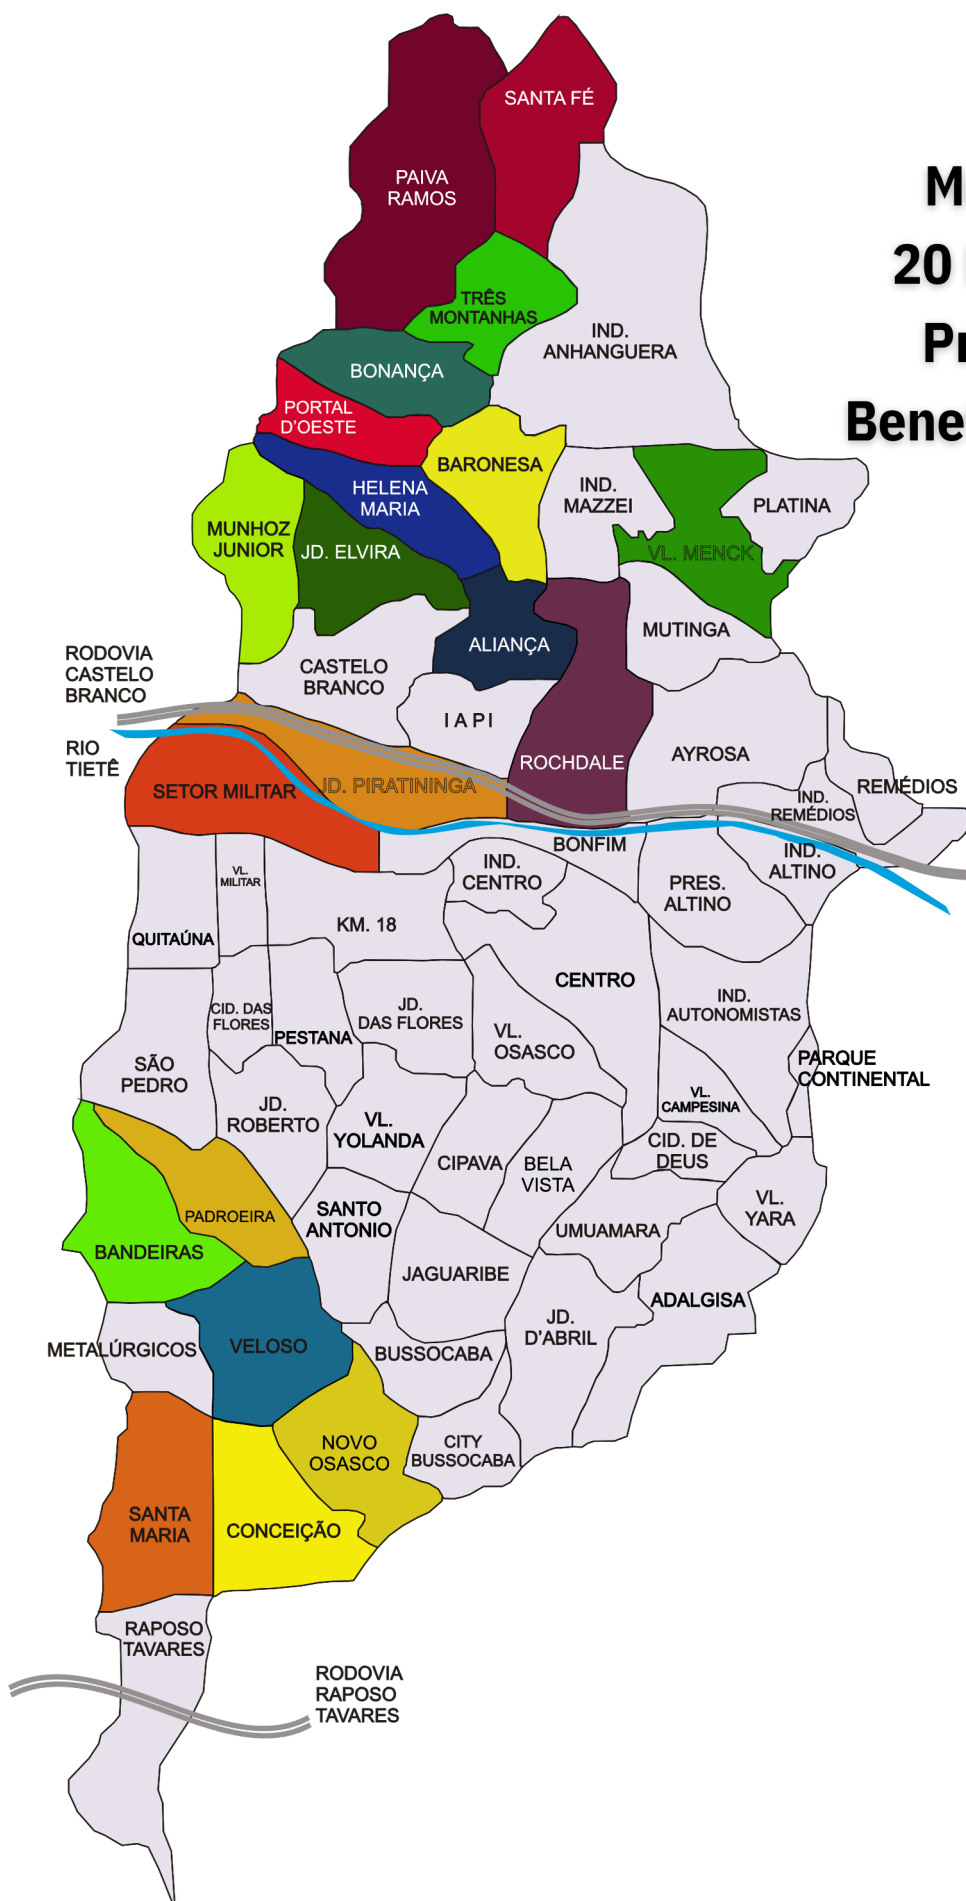 SANTA FÉ
PAIVA
RAMOS
M
20
Pr
Bene
TRÊS
MONTANHAS
IND.
ANHANGUERA
BONANÇA
PORTAL
D'OESTE
BARONESA
HELENA
MARIA
IND.
MAZZEI
PLATINA
MUNHOZ
JUNIOR
JD. ELVIRA
VL. MENCK
MUTINGA
ALIANÇA
RODOVIA
CASTELO
BRANCO
CASTELO
BRANCO
I A P I
RIO
TIETÊ
ROCHDALE
AYROSA
SETOR MILITAR
JD. PIRATININGA
REMÉDIOS
IND.
REMÉDIOS
BONFIM
IND.
ALTINO
VL.
MILITAR
IND.
CENTRO
PRES.
ALTINO
KM. 18
QUITAÚNA
CENTRO
CID. DAS
FLORES
PESTANA
JD.
DAS FLORES
VL.
OSASCO
IND.
AUTONOMISTAS
SÃO
PEDRO
PARQUE
CONTINENTAL
JD.
ROBERTO
VL.
YOLANDA
VL.
CAMPESINA
CIPAVA
BELA
VISTA
CID. DE
DEUS
PADROEIRA
SANTO
ANTONIO
UMUAMARA
VL.
YARA
BANDEIRAS
JAGUARIBE
ADALGISA
JD.
D'ABRIL
METALÚRGICOS
VELOSO
BUSSOCABA
NOVO
OSASCO
CITY
BUSSOCABA
SANTA
MARIA
CONCEIÇÃO
RAPOSO
TAVARES
RODOVIA
RAPOSO
TAVARES